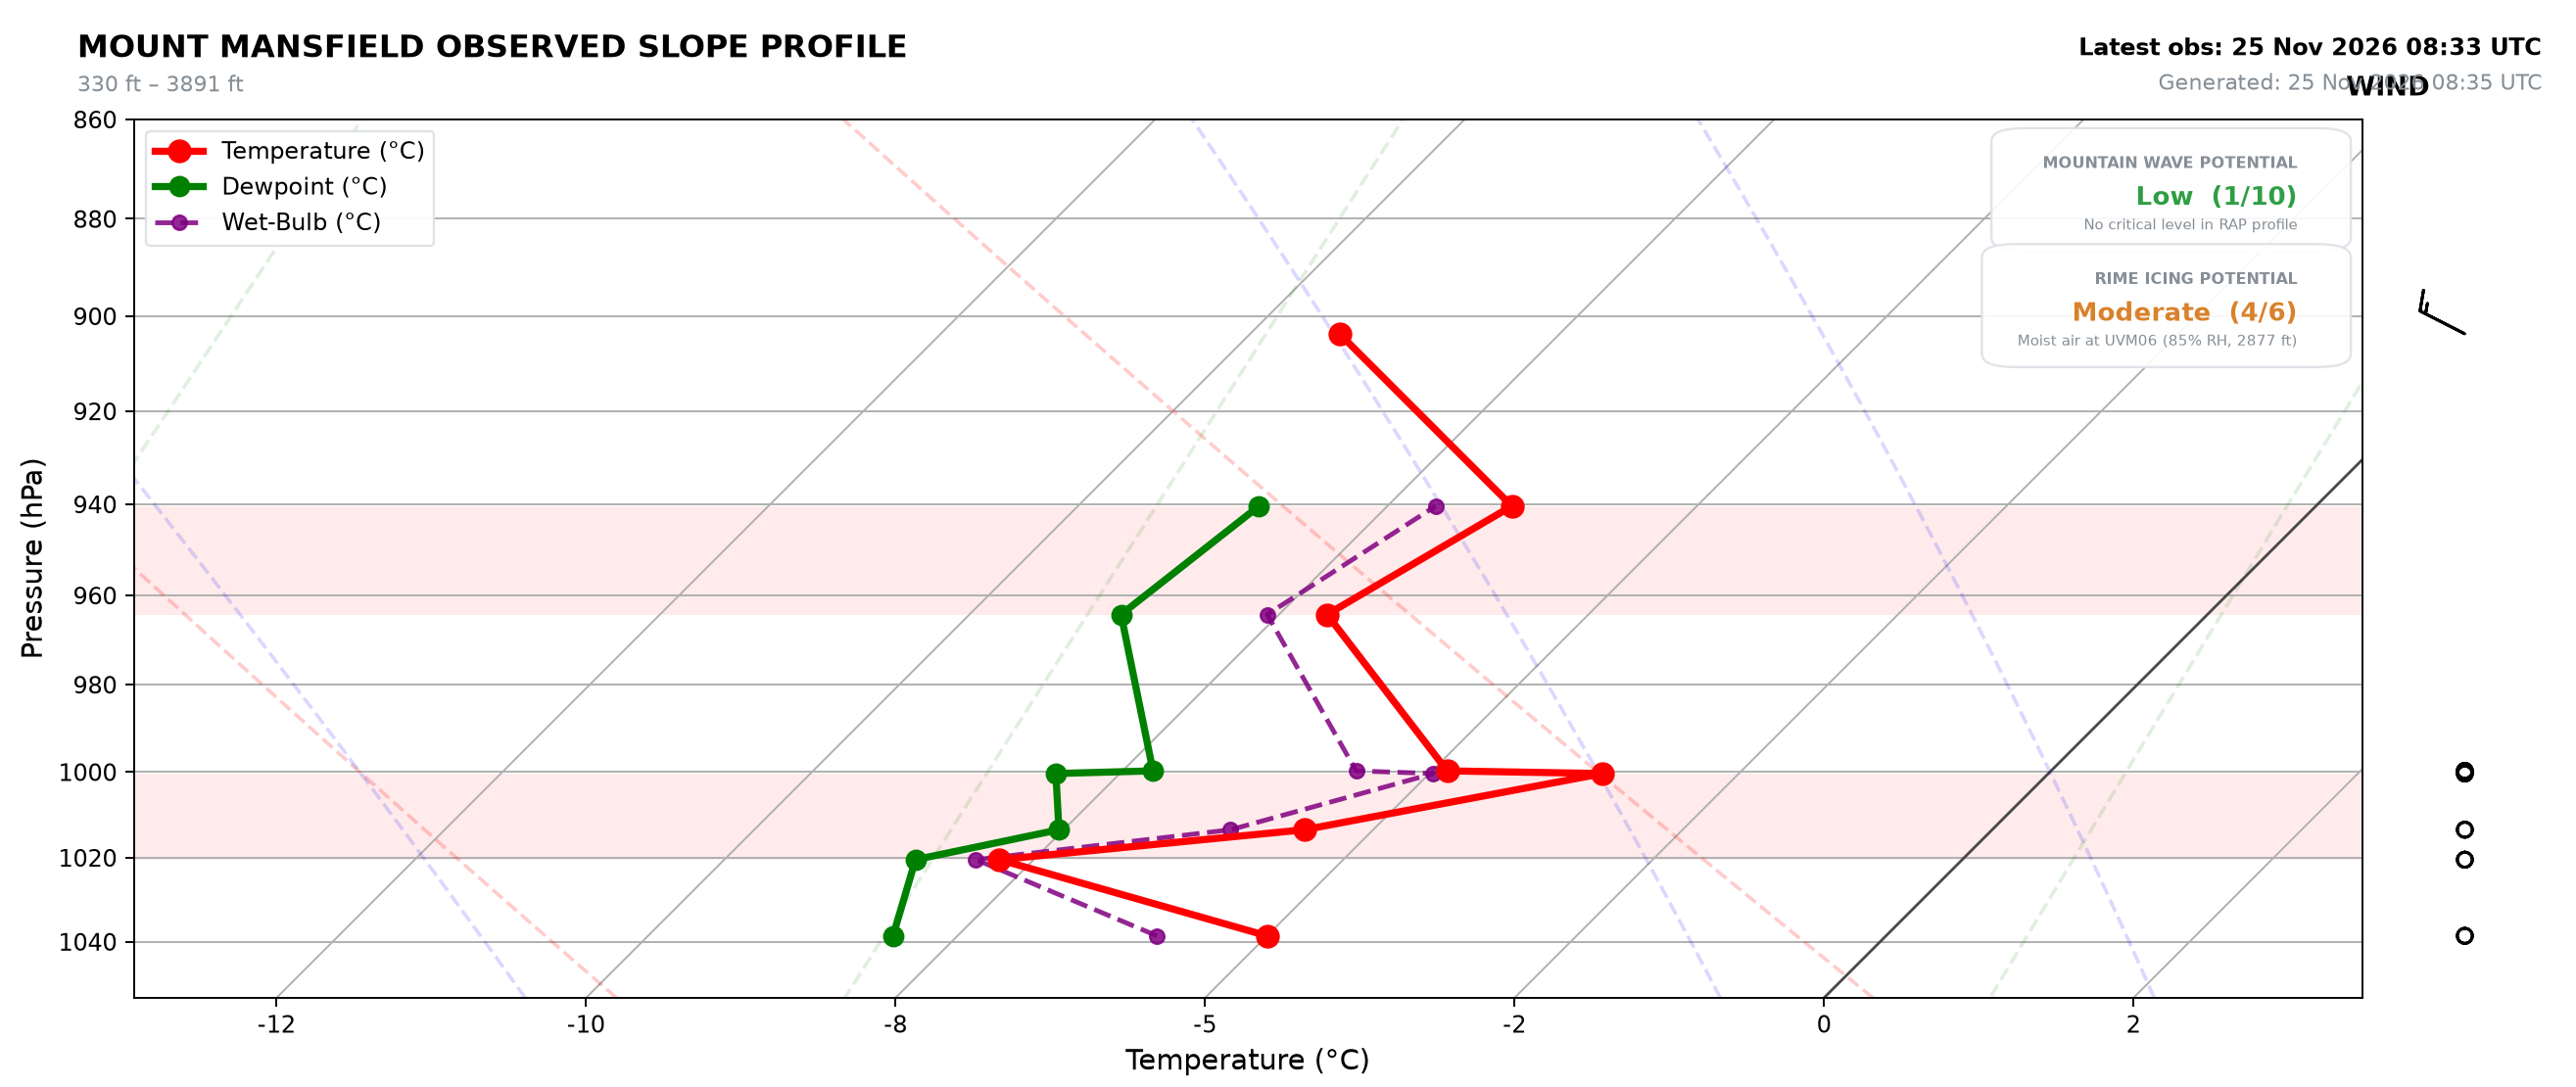 MOUNT MANSFIELD OBSERVED SLOPE PROFILE
330 ft – 3891 ft
Latest obs: 25 Nov 2026 08:33 UTC
Generated: 25 Nov 2026 08:35 UTC
WIND
Temperature (°C)
Dewpoint (°C)
Wet-Bulb (°C)
MOUNTAIN WAVE POTENTIAL
Low (1/10)
No critical level in RAP profile
RIME ICING POTENTIAL
Moderate (4/6)
Moist air at UVM06 (85% RH, 2877 ft)
Pressure (hPa)
860
880
900
920
940
960
980
1000
1020
1040
-12
-10
-8
-5
-2
0
2
Temperature (°C)